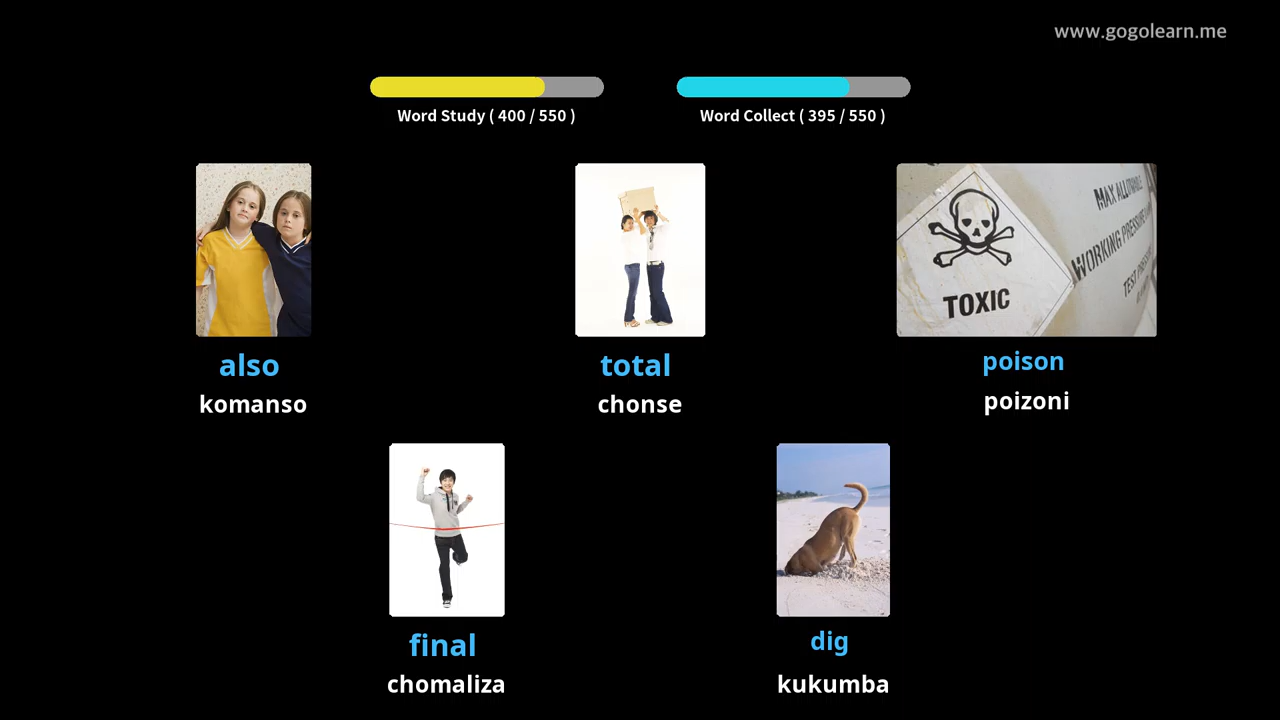 www.gogolearn.me
Word Study ( 400 / 550 )
Word Collect ( 395 / 550 )
MAX ALLOWABLE
WORKING PRESSURE
TEST
TOXIC
also
komanso
total
chonse
poison
poizoni
final
chomaliza
dig
kukumba